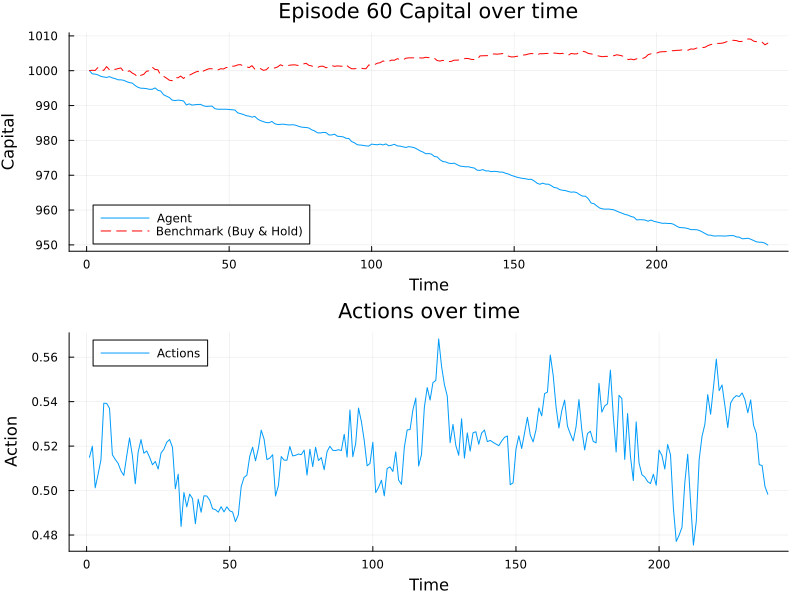 Episode 60 Capital over time
1010
1000
990
980
970
960
950
Capital
Agent
Benchmark (Buy & Hold)
0 50 100 150 200
Time
Actions over time
0.56
0.54
0.52
0.50
0.48
Action
Actions
0 50 100 150 200
Time